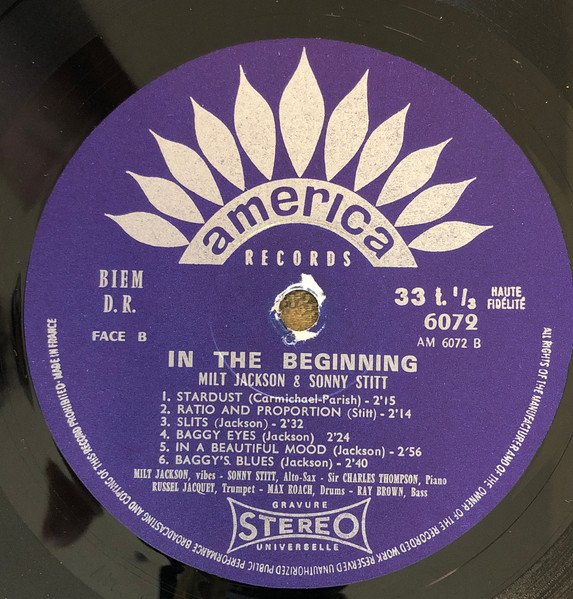 america
RECORDS
BIEM
D. R.
FACE B
33 t. 1/3
HAUTE
FIDÉLITÉ
6072
AM 6072 B
IN THE BEGINNING
MILT JACKSON & SONNY STITT
1. STARDUST (Carmichael-Parish) - 2'15
2. RATIO AND PROPORTION (Stitt) - 2'14
3. SLITS (Jackson) - 2'32
4. BAGGY EYES (Jackson) 2'24
5. IN A BEAUTIFUL MOOD (Jackson) - 2'56
6. BAGGY'S BLUES (Jackson) - 2'40
MILT JACKSON, vibes - SONNY STITT, Alto-Sax - Sir CHARLES THOMPSON, Piano
RUSSEL JACQUET, Trumpet - MAX ROACH, Drums - RAY BROWN, Bass
GRAVURE
STEREO
UNIVERSELLE
ALL RIGHTS OF THE MANUFACTURER AND OF THE OWNER OF THE RECORDED WORK RESERVED UNAUTHORIZED PUBLIC PERFORMARCE BROADCASTING AND COPYING OF THIS RECORD PROHIBITED · MADE IN FRANCE